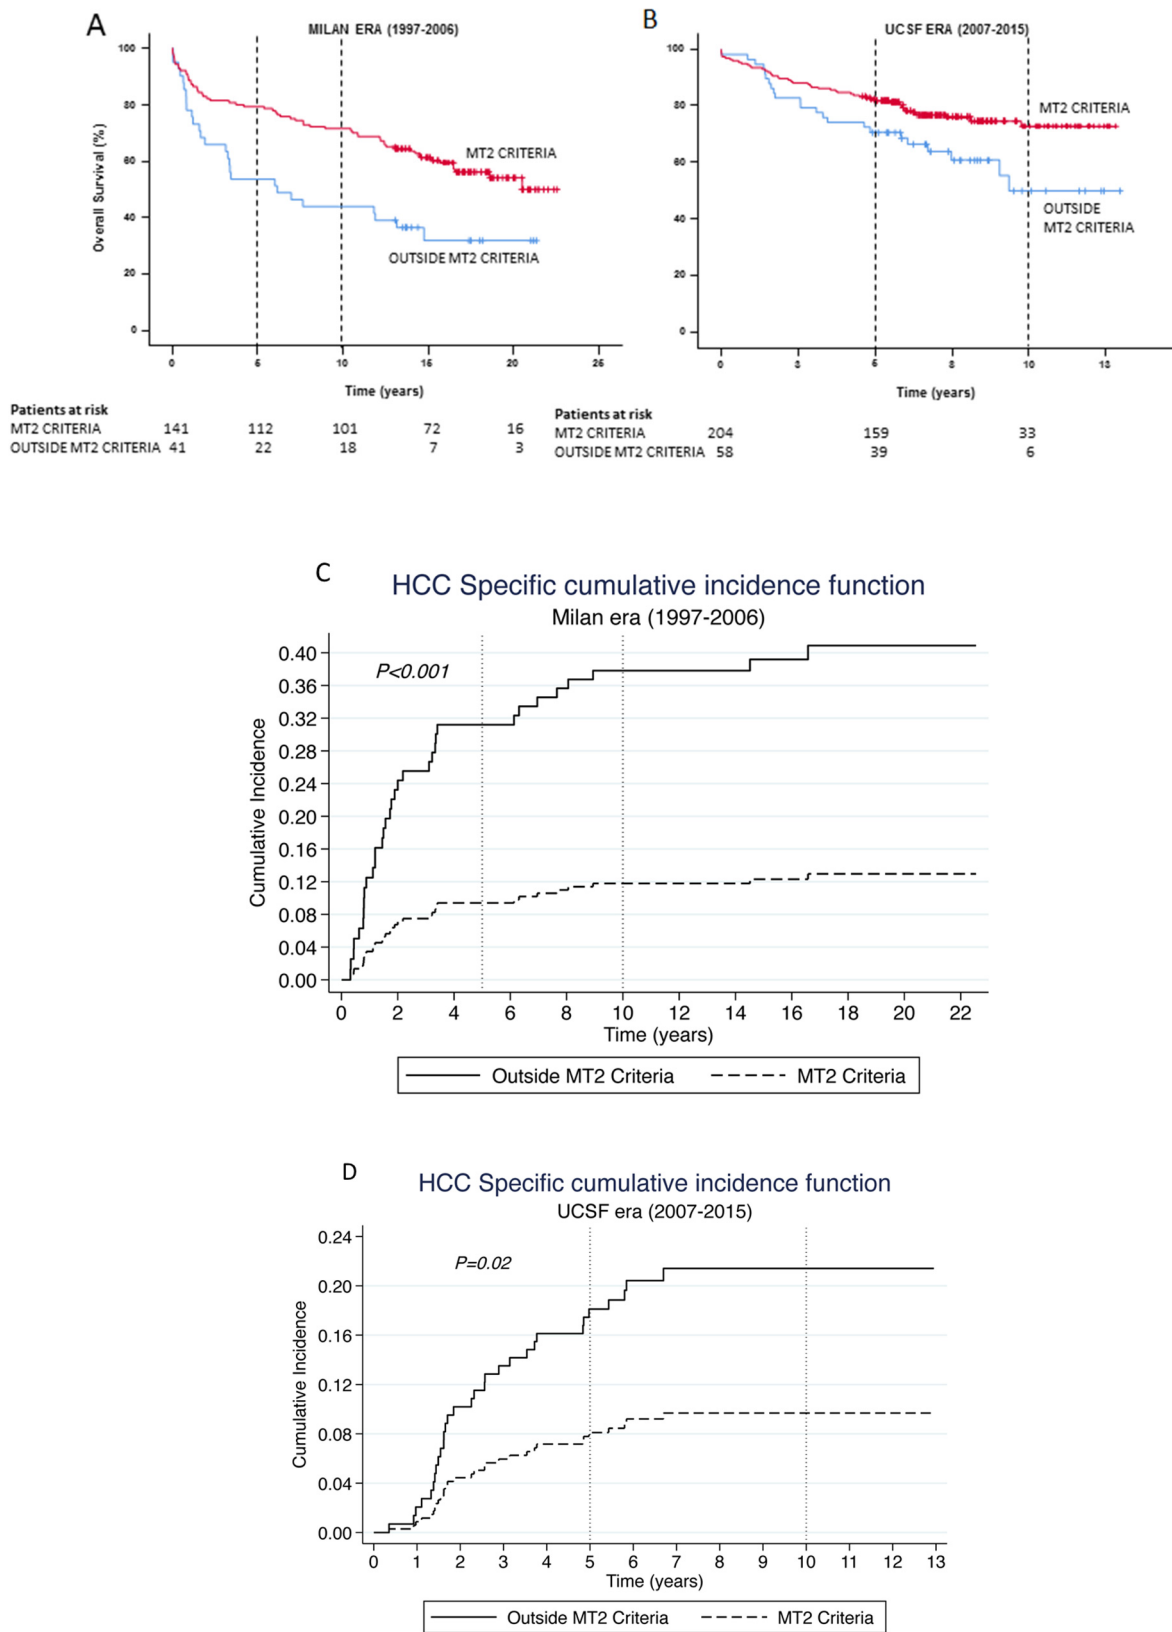 A
MILAN ERA (1997-2006)
100
80
60
40
20
0
Overall Survival (%)
MT2 CRITERIA
OUTSIDE MT2 CRITERIA
0 10 20
Time (years)
Patients at risk
MT2 CRITERIA 141 112 101 72 16
OUTSIDE MT2 CRITERIA 41 22 18 7 3
B
UCSF ERA (2007-2015)
100
80
60
40
20
0
MT2 CRITERIA
OUTSIDE
MT2 CRITERIA
10
Time (years)
Patients at risk
MT2 CRITERIA 204 159 33
OUTSIDE MT2 CRITERIA 58 39 6
C
HCC Specific cumulative incidence function
Milan era (1997-2006)
P<0.001
0.40
0.36
0.32
0.28
0.24
0.20
0.16
0.12
0.08
0.04
0.00
Cumulative Incidence
0 2 4 6 8 10 12 14 16 18 20 22
Time (years)
Outside MT2 Criteria MT2 Criteria
D
HCC Specific cumulative incidence function
UCSF era (2007-2015)
P=0.02
0.24
0.20
0.16
0.12
0.08
0.04
0.00
Cumulative Incidence
0 1 2 3 4 5 6 7 8 9 10 11 12 13
Time (years)
Outside MT2 Criteria MT2 Criteria